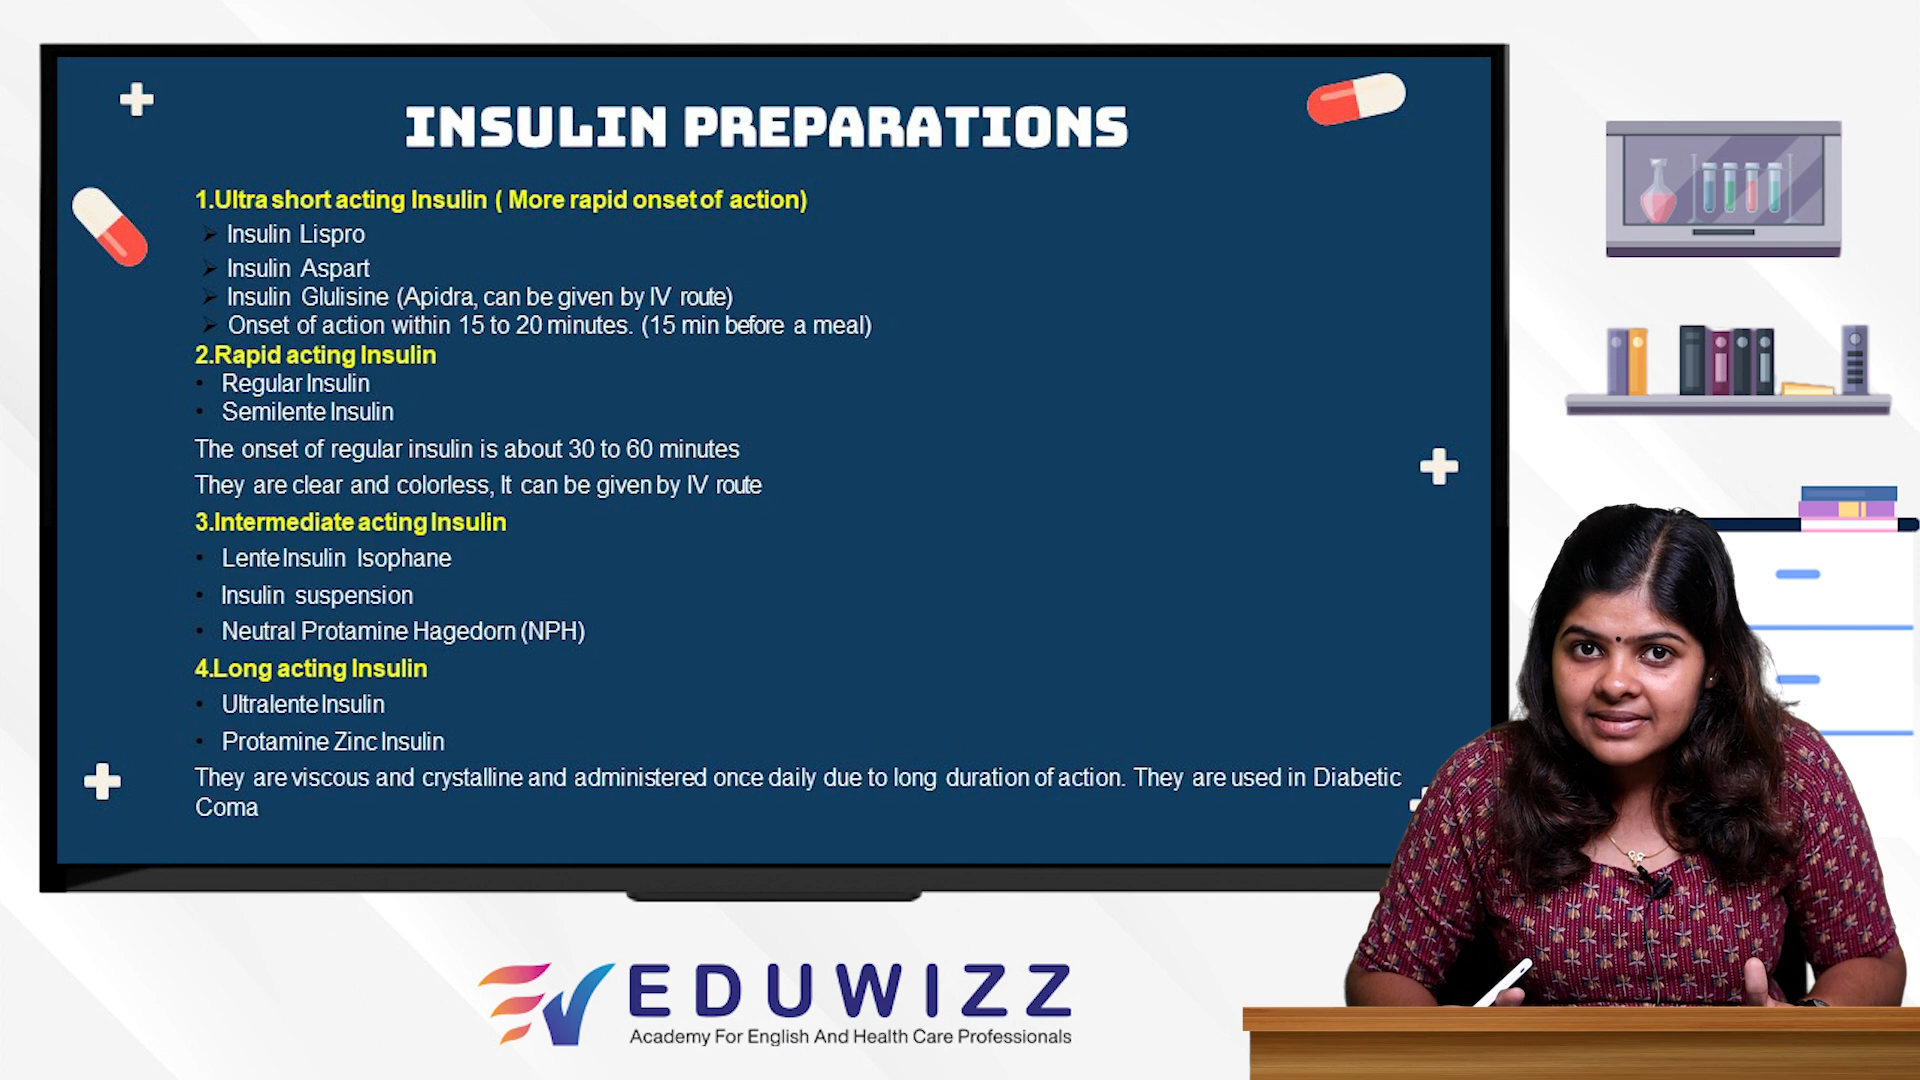 INSULIN PREPARATIONS
1.Ultra short acting Insulin ( More rapid onset of action)
Insulin Lispro
Insulin Aspart
Insulin Glulisine (Apidra, can be given by IV route)
Onset of action within 15 to 20 minutes. (15 min before a meal)
2.Rapid acting Insulin
Regular Insulin
Semilente Insulin
The onset of regular insulin is about 30 to 60 minutes
They are clear and colorless, It can be given by IV route
3.Intermediate acting Insulin
Lente Insulin Isophane
Insulin suspension
Neutral Protamine Hagedorn (NPH)
4.Long acting Insulin
Ultralente Insulin
Protamine Zinc Insulin
They are viscous and crystalline and administered once daily due to long duration of action. They are used in Diabetic
Coma
EDUWIZZ
Academy For English And Health Care Professionals